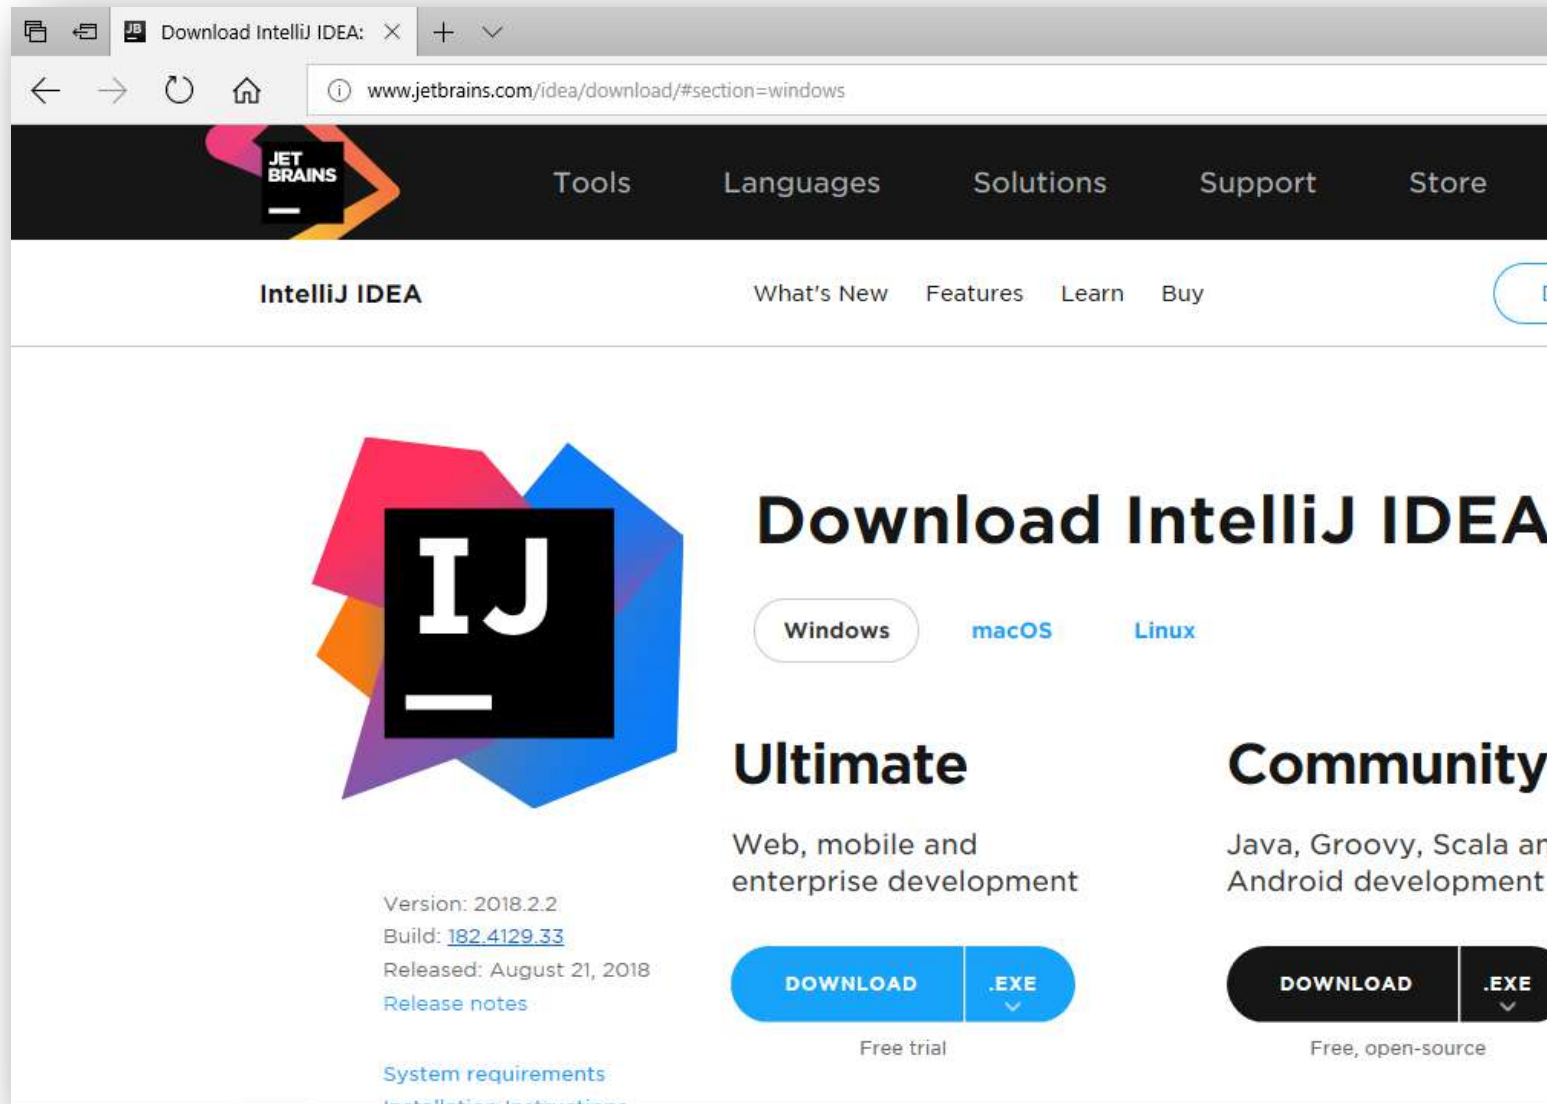 Download IntelliJ IDEA:
www.jetbrains.com/idea/download/#section=windows
JET
BRAINS
Tools Languages Solutions Support Store
IntelliJ IDEA What's New Features Learn Buy
IJ
Download IntelliJ IDEA
Windows macOS Linux
Ultimate
Web, mobile and
enterprise development
DOWNLOAD .EXE
Free trial
Community
Java, Groovy, Scala an
Android development
DOWNLOAD .EXE
Free, open-source
Version: 2018.2.2
Build: 182.4129.33
Released: August 21, 2018
Release notes
System requirements